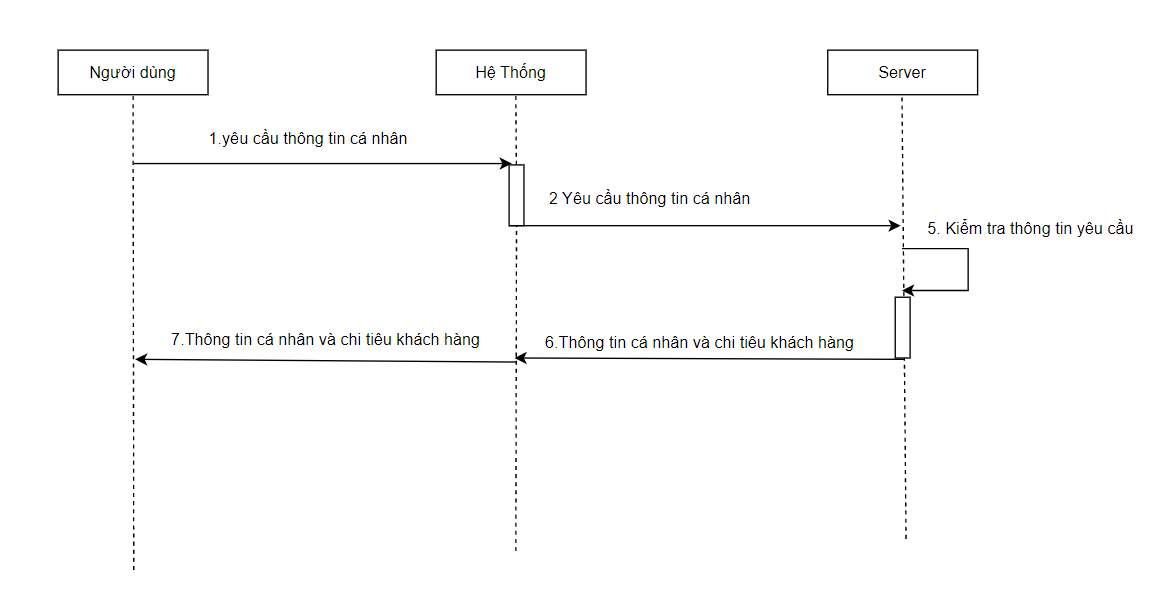 Người dùng
Hệ Thống
Server
1.yêu cầu thông tin cá nhân
2 Yêu cầu thông tin cá nhân
5. Kiểm tra thông tin yêu cầu
7.Thông tin cá nhân và chi tiêu khách hàng
6.Thông tin cá nhân và chi tiêu khách hàng